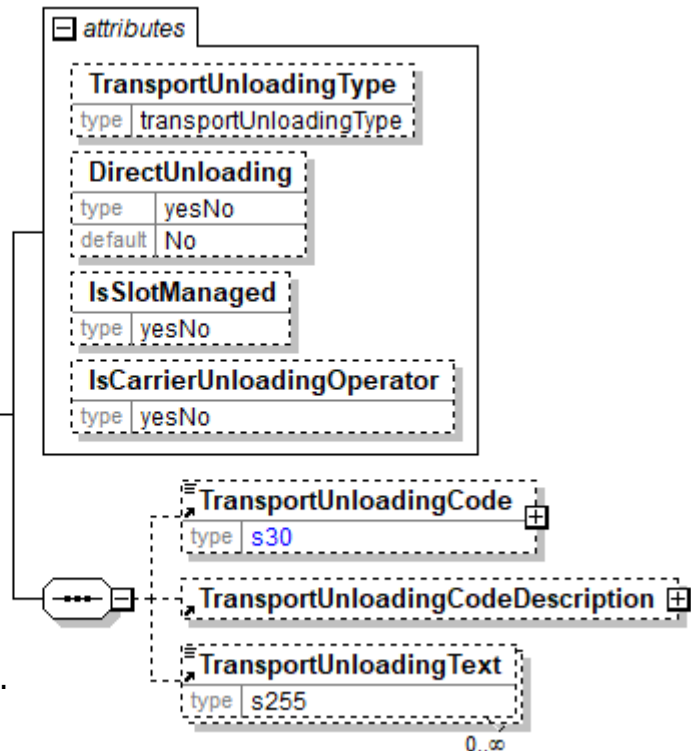 attributes
TransportUnloadingType
type transportUnloadingType
DirectUnloading
type yesNo
default No
IsSlotManaged
type yesNo
IsCarrierUnloadingOperator
type yesNo
TransportUnloadingCode
type s30
TransportUnloadingCodeDescription
TransportUnloadingText
.
type s255
0..∞